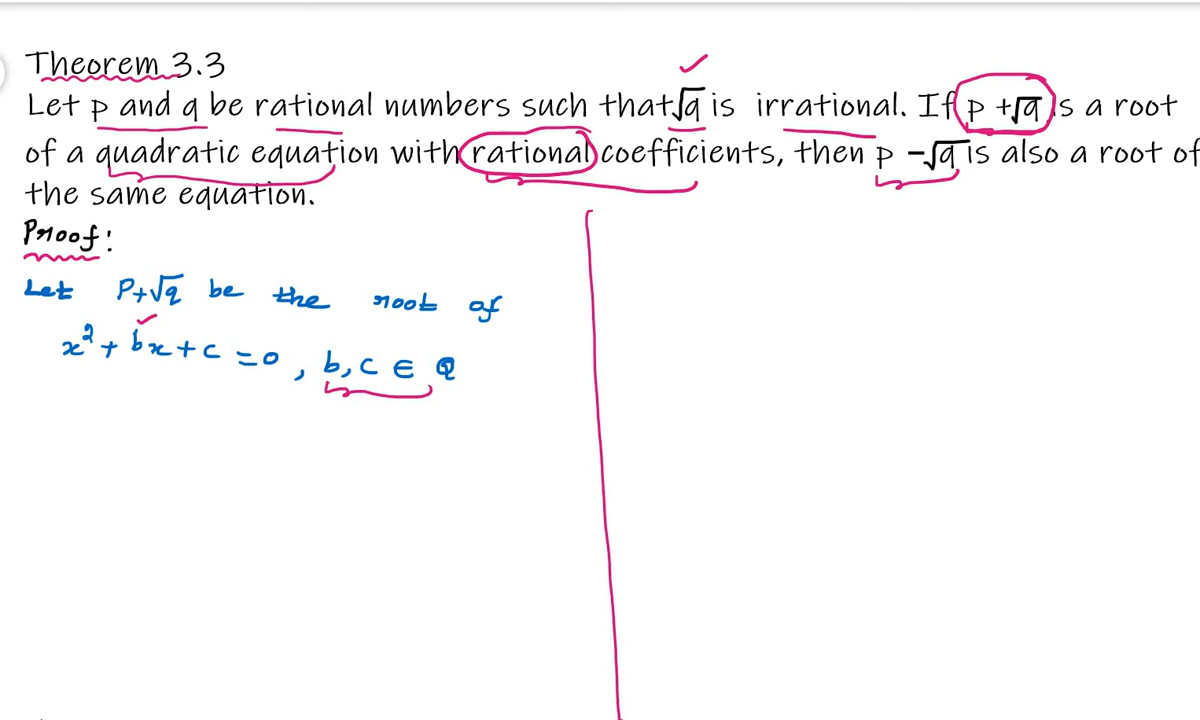 Theorem 3.3
Let p and q be rational numbers such that √q is irrational. If p +√q is a root
of a quadratic equation with rational coefficients, then p −√q is also a root of
the same equation.
Proof:
Let P+√q be the root of
x² + bx + c = 0, b, c ∈ Q